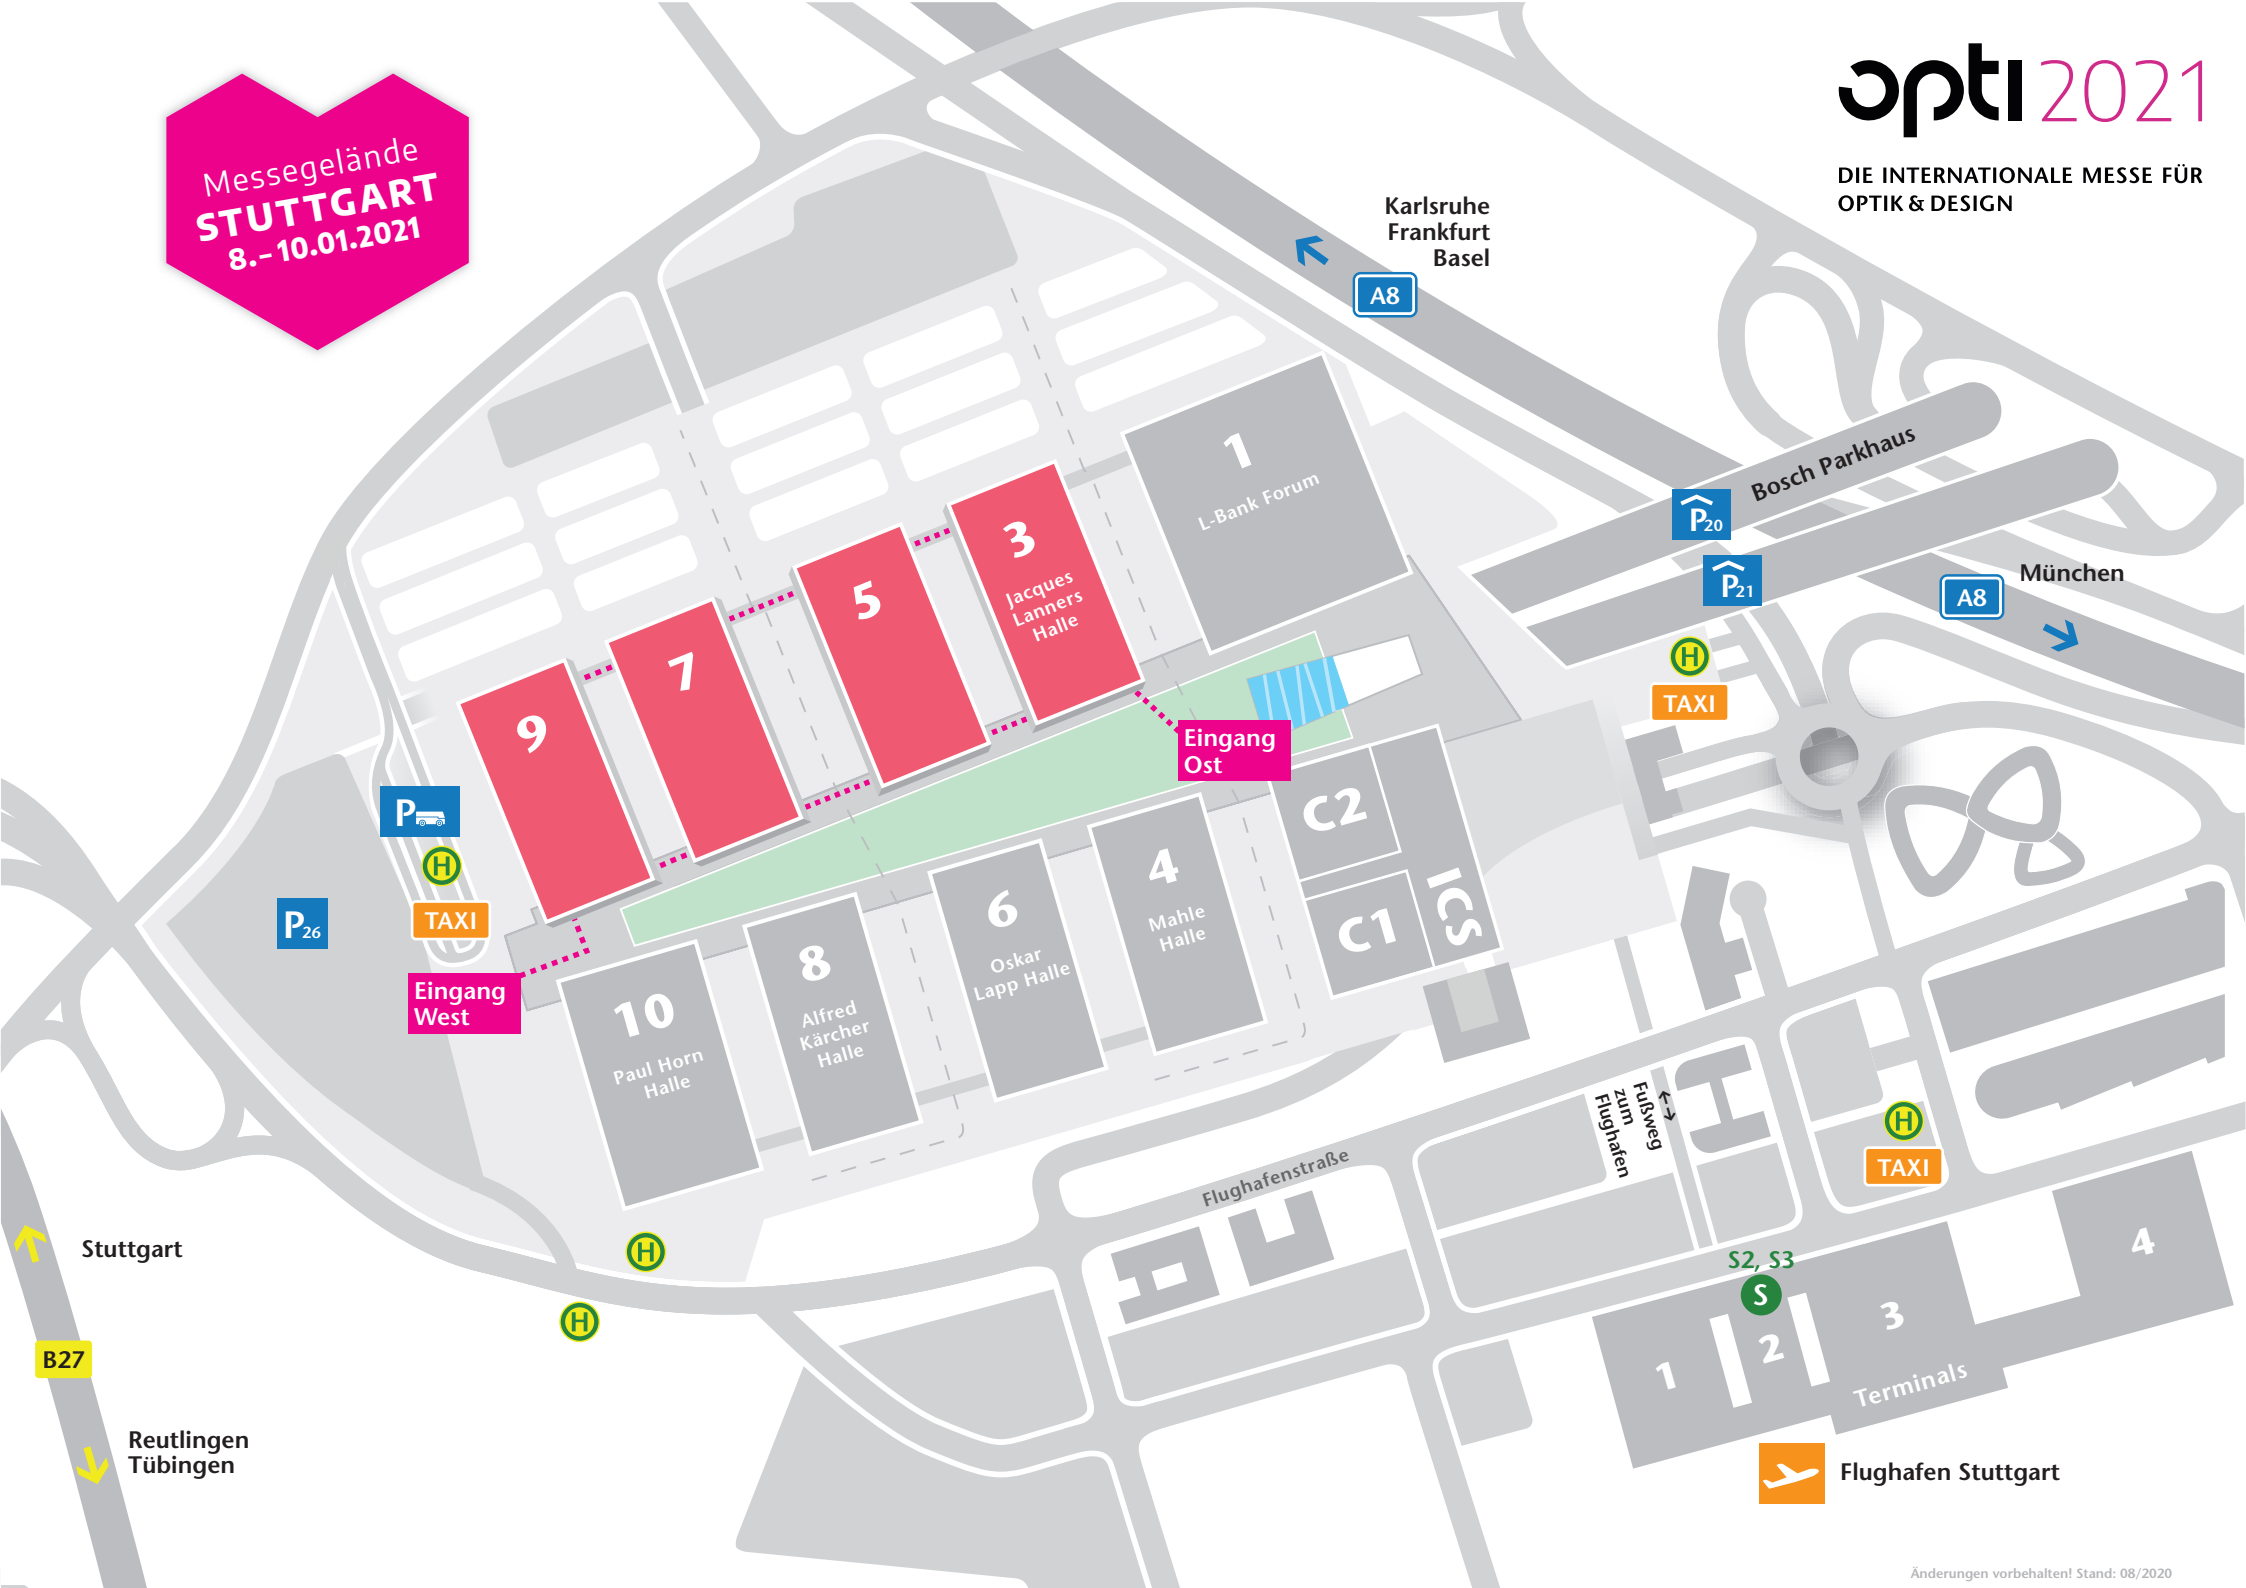 Messegelände
STUTTGART
8.–10.01.2021
opti 2021
DIE INTERNATIONALE MESSE FÜR
OPTIK & DESIGN
Karlsruhe
Frankfurt
Basel
A8
Bosch Parkhaus
P20
P21
H
TAXI
München
A8
1
L-Bank Forum
3
Jacques
Lanners
Halle
5
7
9
Eingang
Ost
P
H
TAXI
P26
Eingang
West
10
Paul Horn
Halle
8
Alfred
Kärcher
Halle
6
Oskar
Lapp Halle
4
Mahle
Halle
C2
C1
ICS
Fußweg
zum
Flughafen
Flughafenstraße
H
TAXI
H
H
Stuttgart
B27
Reutlingen
Tübingen
S2, S3
S
1
2
3
4
Terminals
Flughafen Stuttgart
Änderungen vorbehalten! Stand: 08/2020